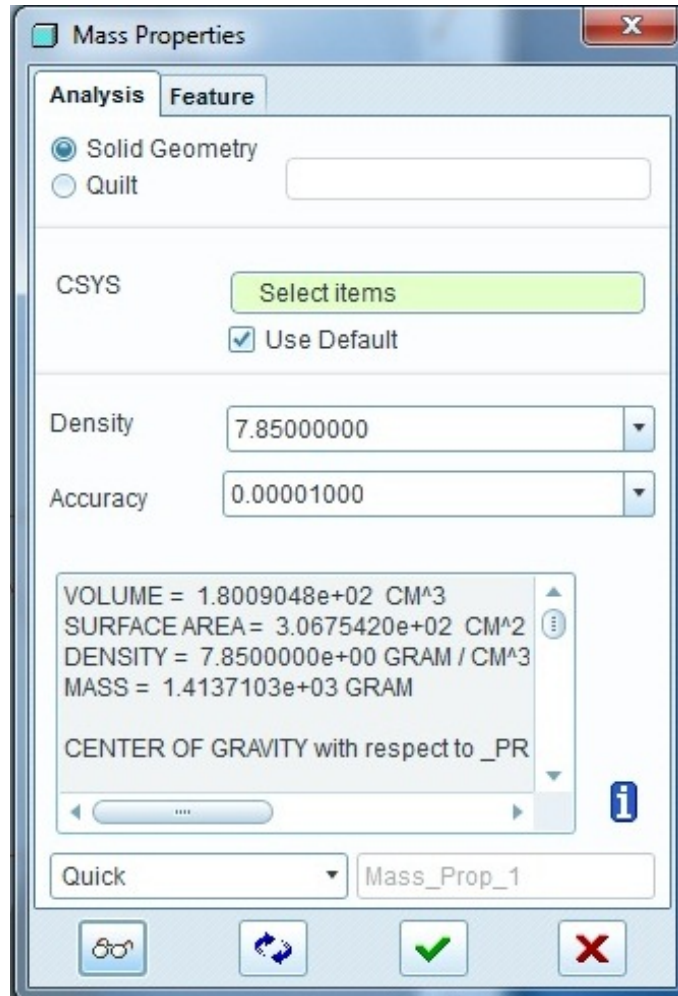 Mass Properties
Analysis Feature
Solid Geometry
Quilt
CSYS
Select items
Use Default
Density
7.85000000
Accuracy
0.00001000
VOLUME = 1.8009048e+02 CM^3
SURFACE AREA = 3.0675420e+02 CM^2
DENSITY = 7.8500000e+00 GRAM / CM^3
MASS = 1.4137103e+03 GRAM
CENTER OF GRAVITY with respect to _PR
Quick
Mass_Prop_1